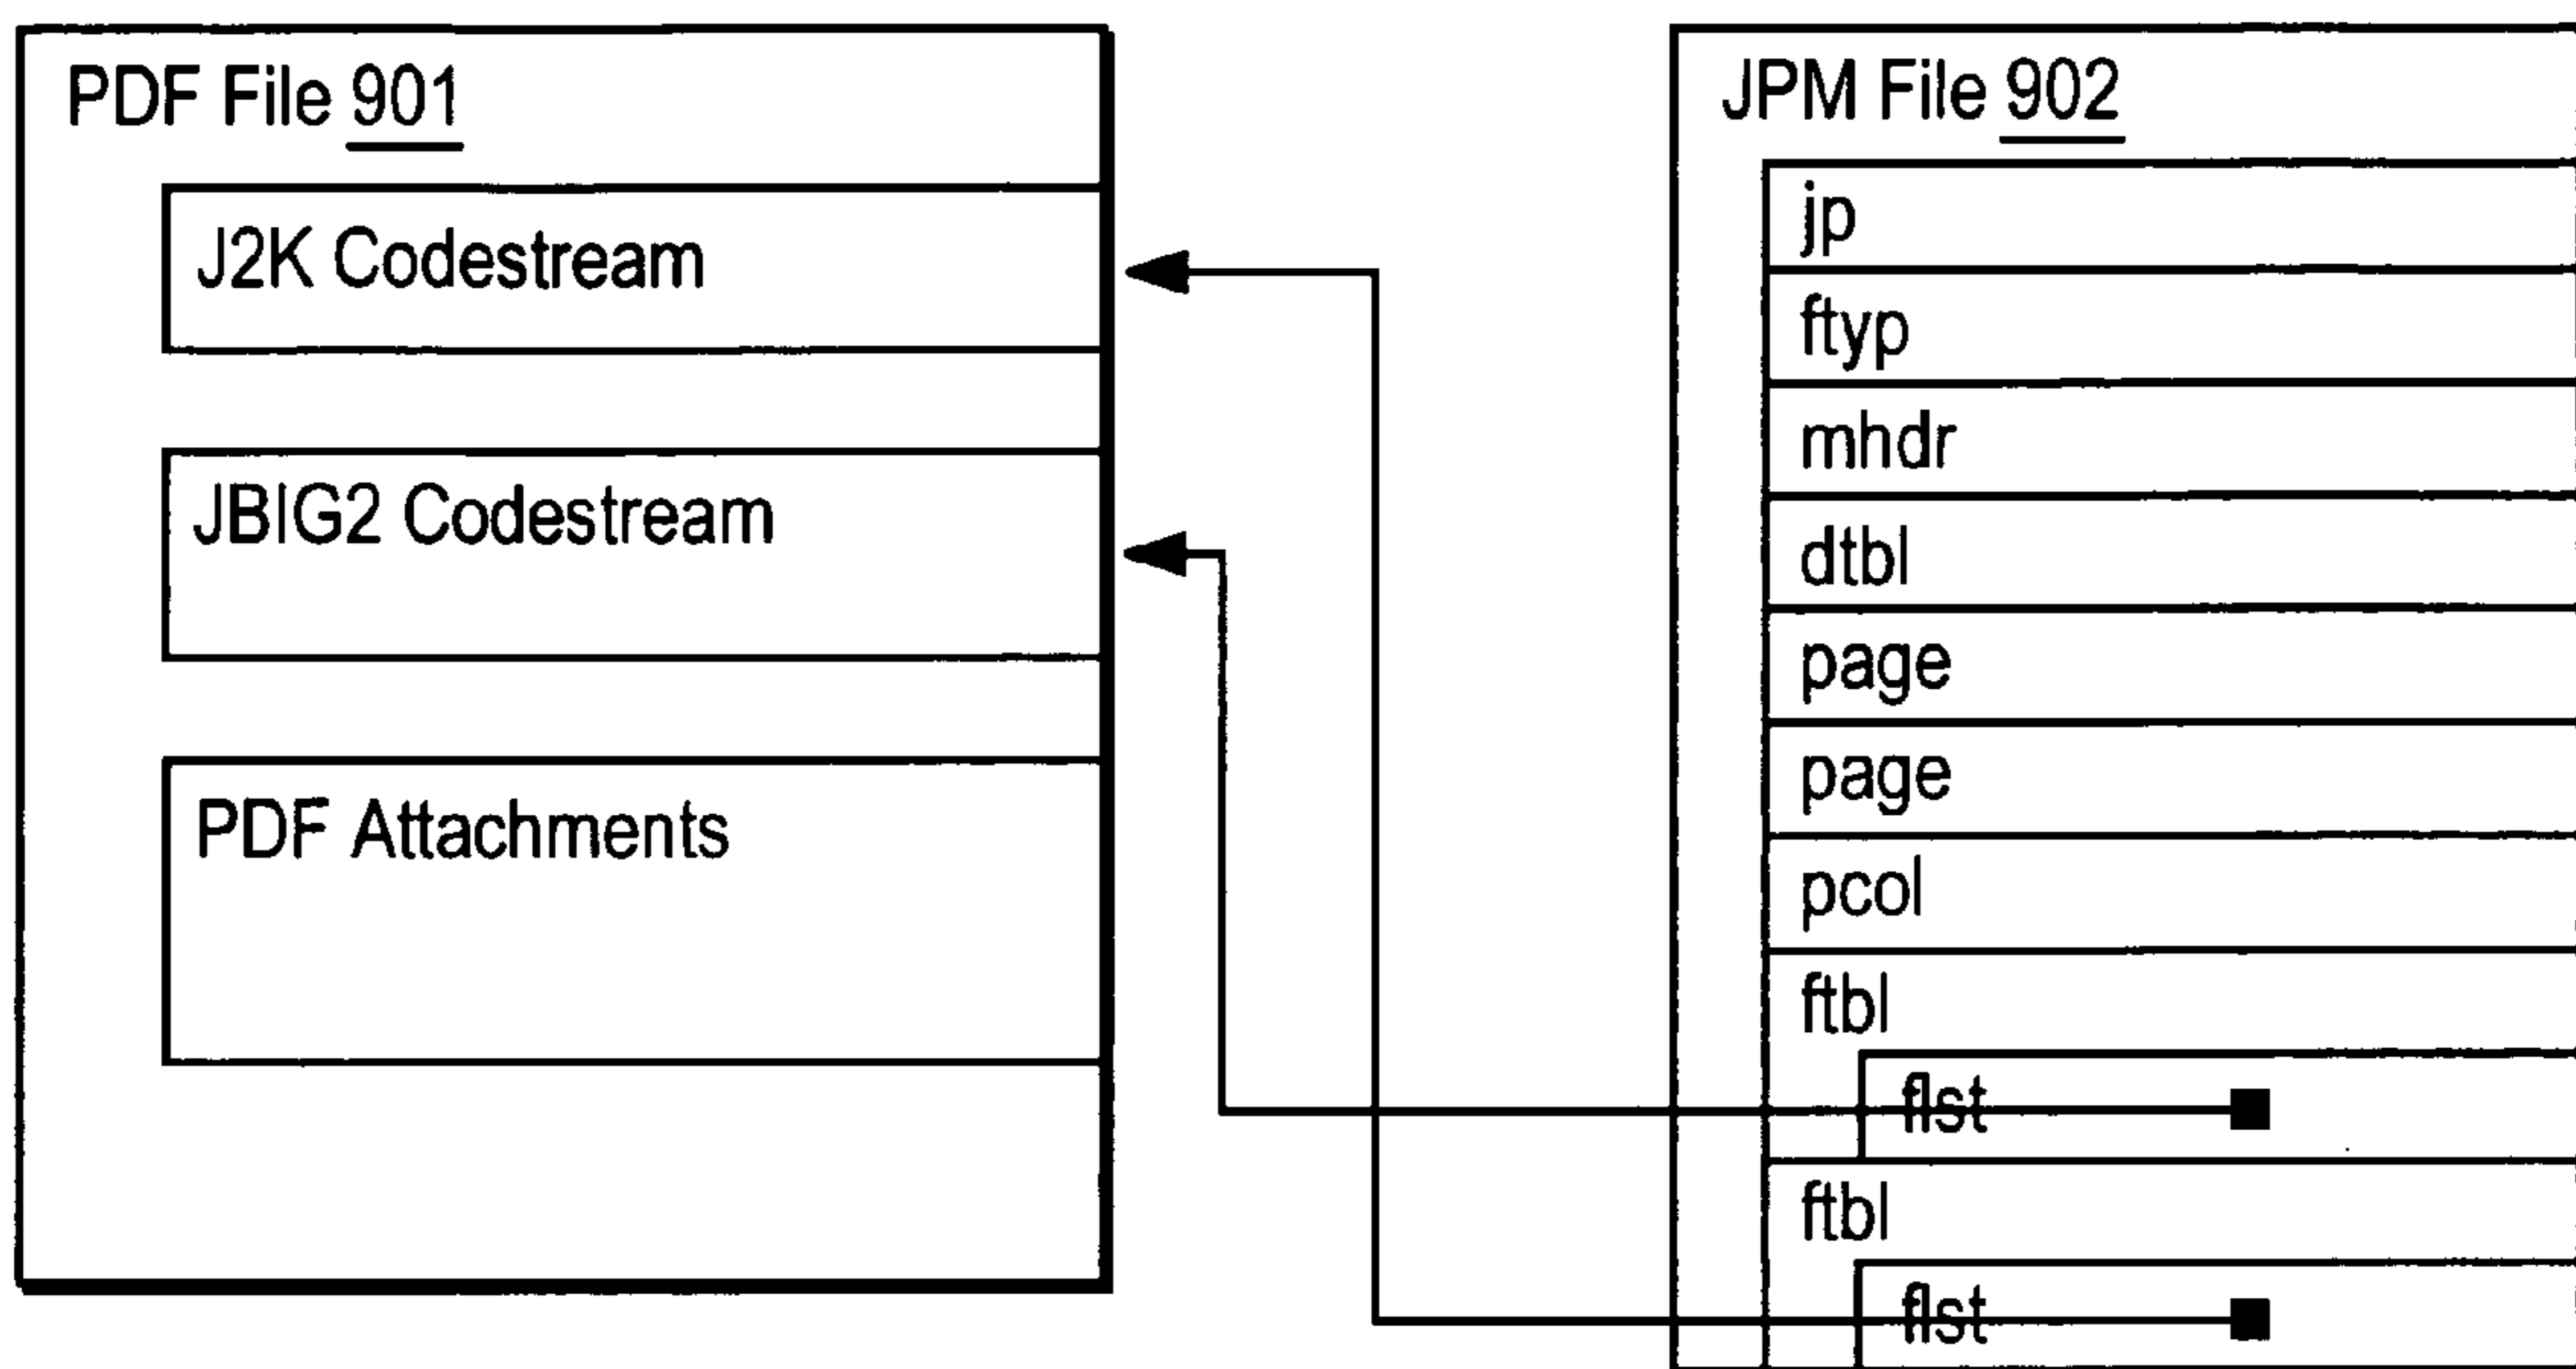 PDF File 901
J2K Codestream
JBIG2 Codestream
PDF Attachments
JPM File 902
jp
ftyp
mhdr
dtbl
page
page
pcol
ftbl
flst
ftbl
flst